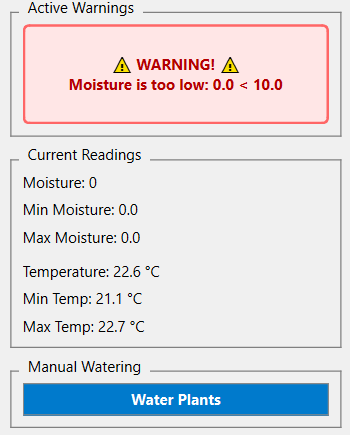 Active Warnings
⚠ WARNING! ⚠
Moisture is too low: 0.0 < 10.0
Current Readings
Moisture: 0
Min Moisture: 0.0
Max Moisture: 0.0
Temperature: 22.6 °C
Min Temp: 21.1 °C
Max Temp: 22.7 °C
Manual Watering
Water Plants